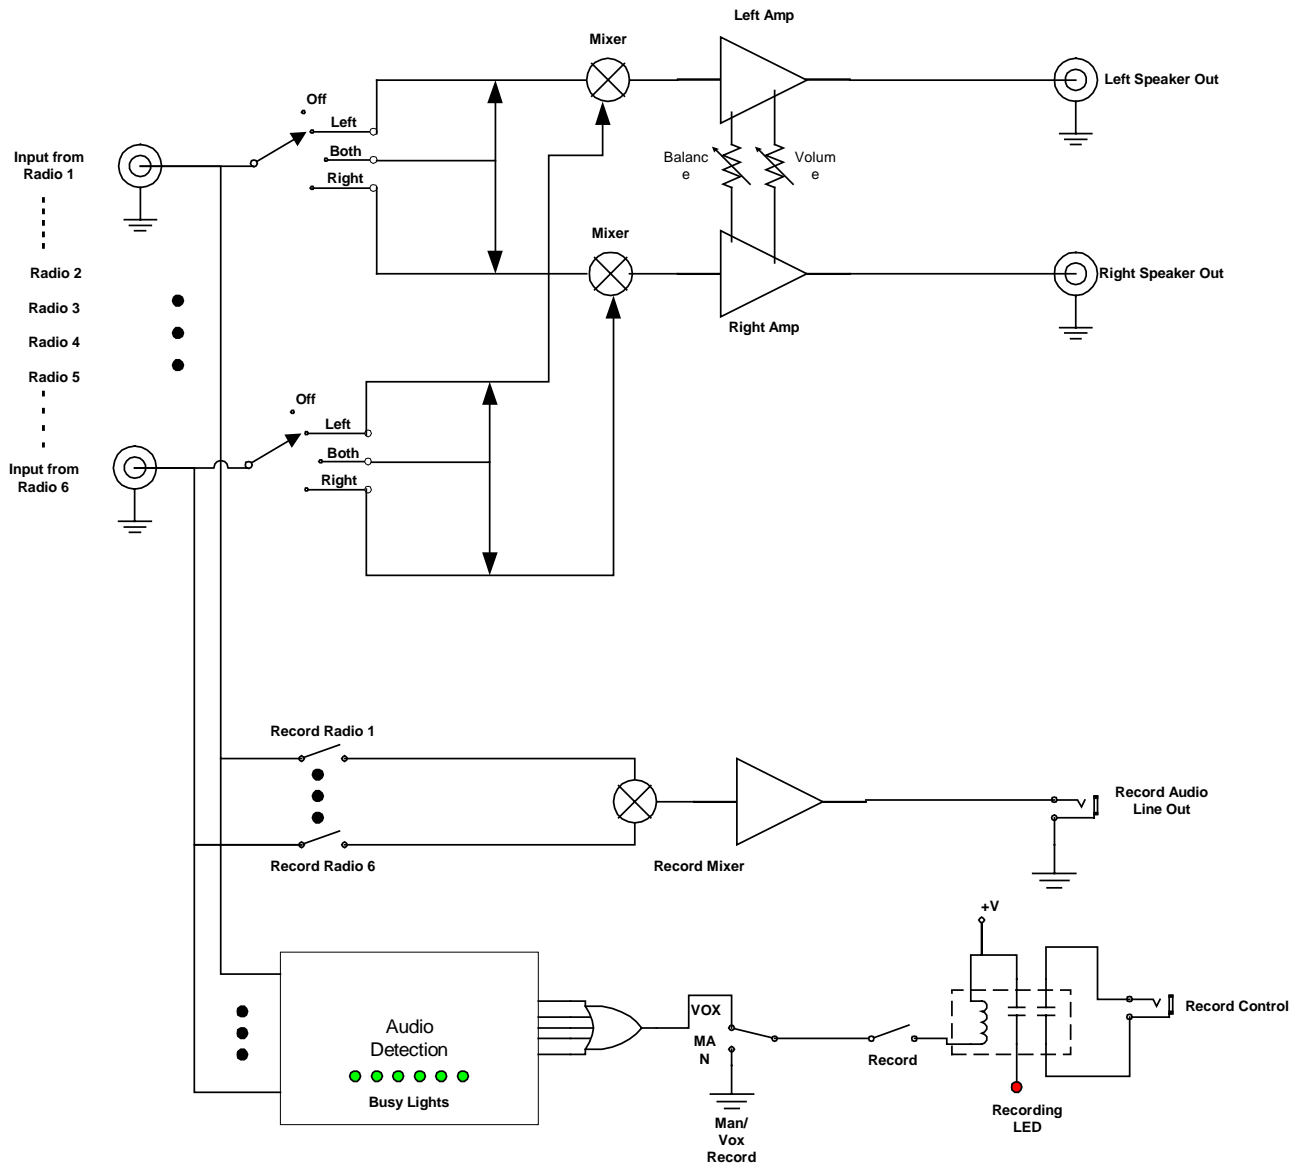 Left Amp
Mixer
Left Speaker Out
Off
Left
Both
Right
Input from
Radio 1
Balanc
e
Volum
e
Mixer
Right Speaker Out
Right Amp
Radio 2
Radio 3
Radio 4
Radio 5
Off
Left
Both
Right
Input from
Radio 6
Record Radio 1
Record Radio 6
Record Mixer
Record Audio
Line Out
+V
Audio
Detection
Busy Lights
VOX
MA
N
Man/
Vox
Record
Record
Record Control
Recording
LED